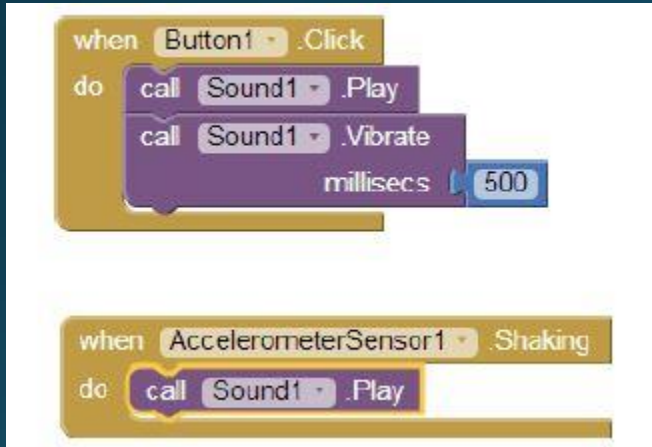 when Button1 .Click
do call Sound1 .Play
call Sound1 .Vibrate
millisecs 500
when AccelerometerSensor1 .Shaking
do call Sound1 .Play